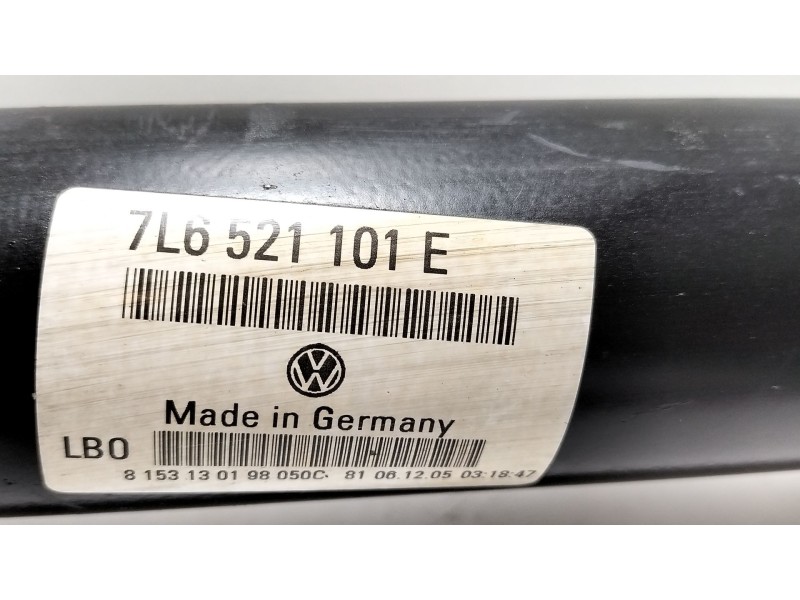 7L6 521 101 E
VW
Made in Germany
LBO
8 153 13 01 98 050C· 81 06.12.05 03:18:47